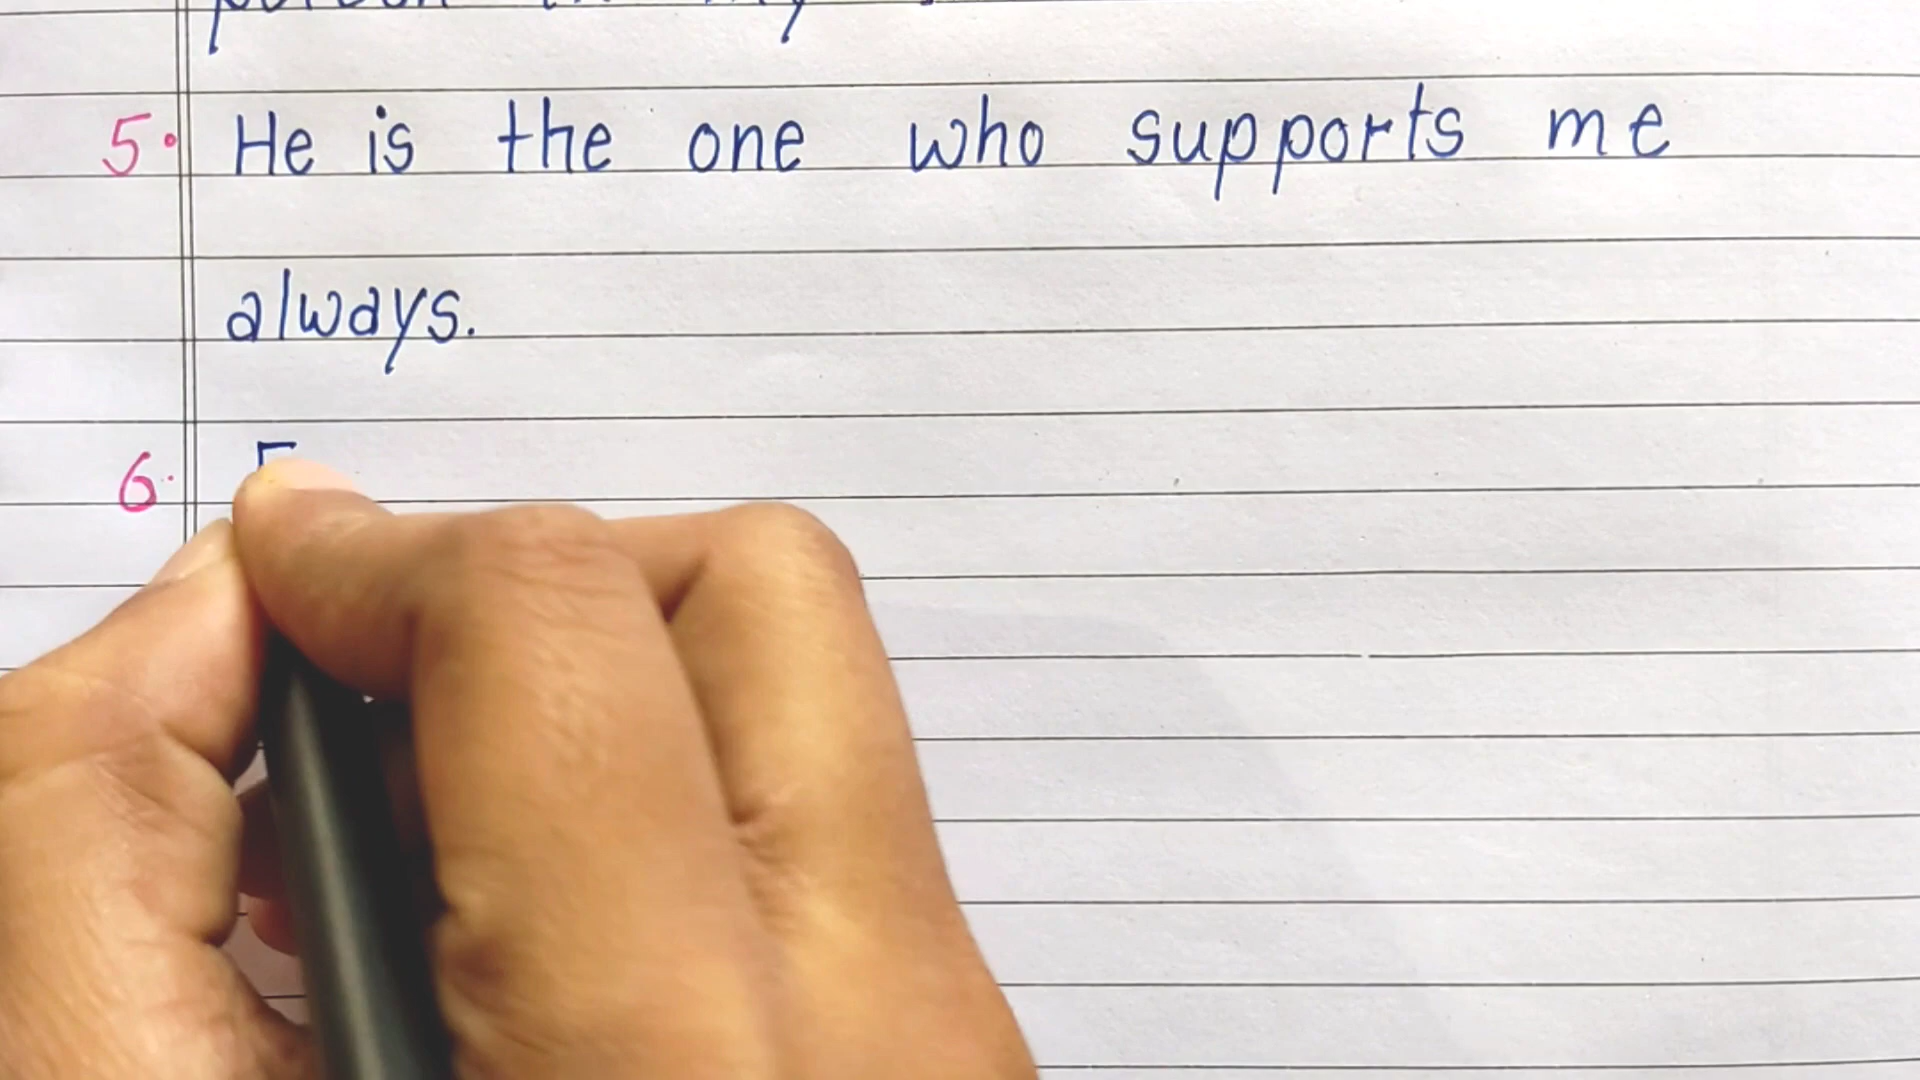 5. He is the one who supports me
always.
6.